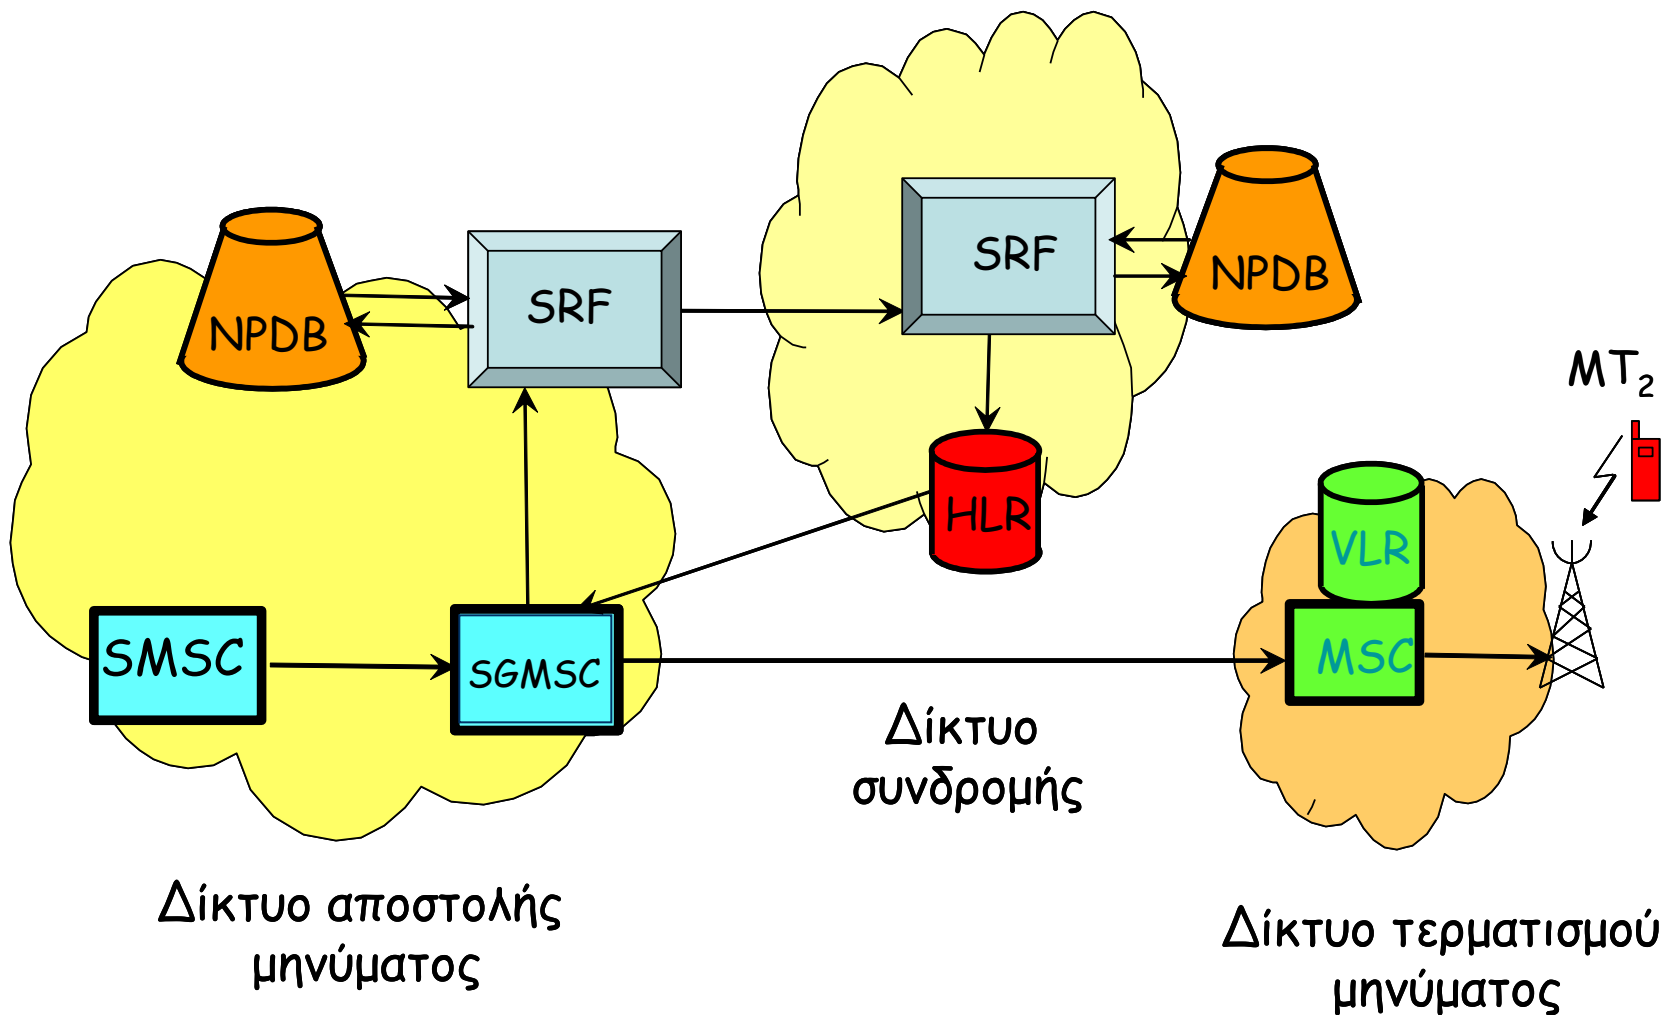 SRF
NPDB
SRF
NPDB
MT2
HLR
VLR
SMSC
SGMSC
MSC
Δίκτυο
συνδρομής
Δίκτυο αποστολής
μηνύματος
Δίκτυο τερματισμού
μηνύματος